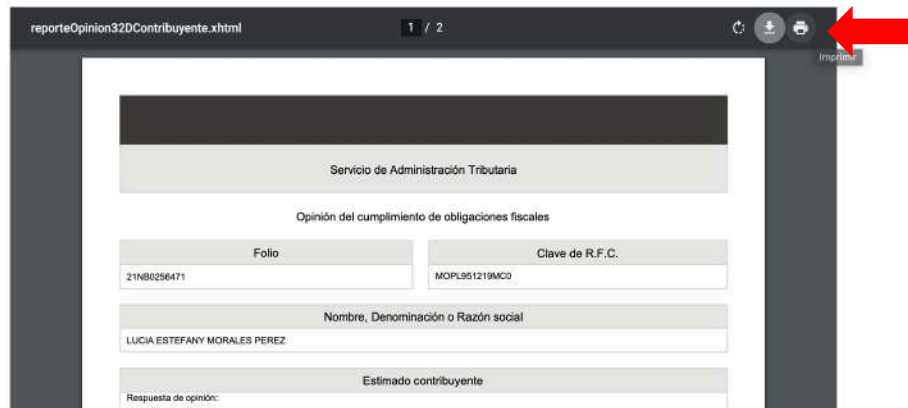 reporteOpinion32DContribuyente.xhtml 1 / 2
Imprimir
Servicio de Administración Tributaria
Opinión del cumplimiento de obligaciones fiscales
Folio Clave de R.F.C.
21NB0256471 MOPL951219MC0
Nombre, Denominación o Razón social
LUCIA ESTEFANY MORALES PEREZ
Estimado contribuyente
Respuesta de opinión: